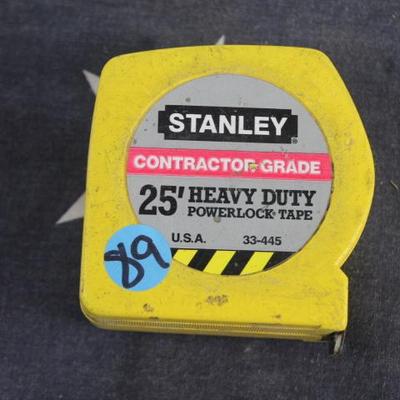 STANLEY
CONTRACTOR GRADE
25' HEAVY DUTY
POWERLOCK TAPE
U.S.A. 33-445
89